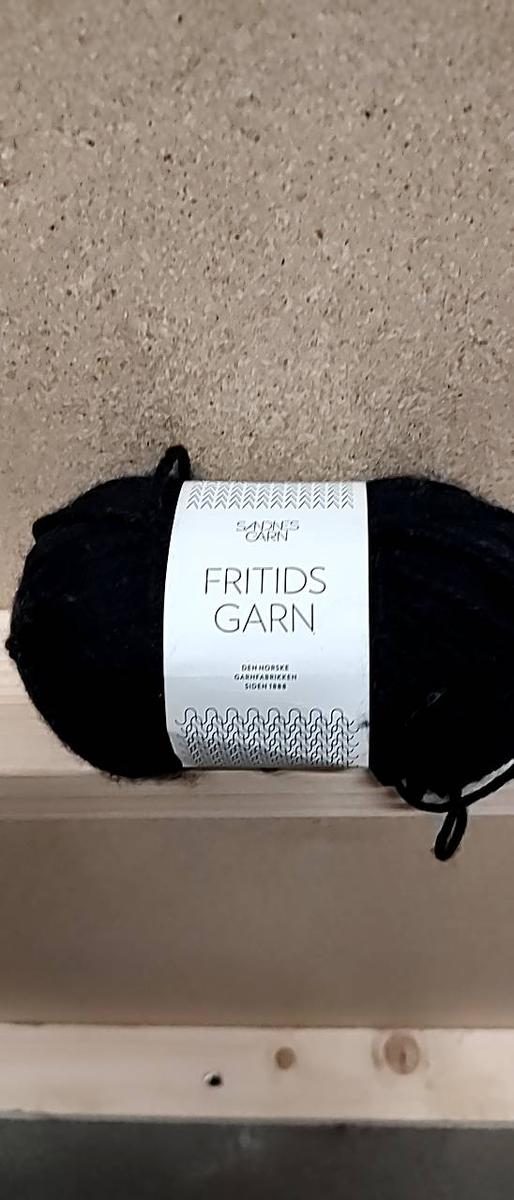 SANDNES
GARN
FRITIDS
GARN
DEN NORSKE
GARNFABRIKKEN
SIDEN 1888